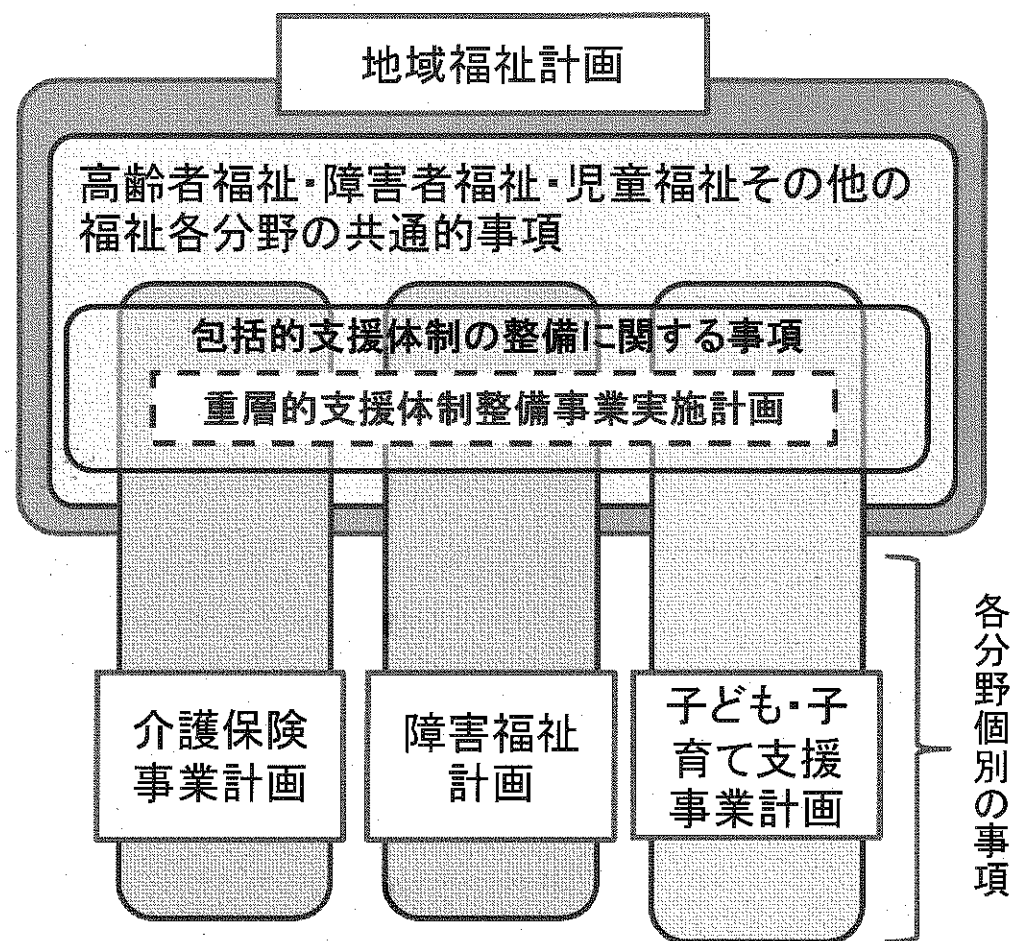 地域福祉計画
高齢者福祉・障害者福祉・児童福祉その他の
福祉各分野の共通的事項
包括的支援体制の整備に関する事項
重層的支援体制整備事業実施計画
介護保険
事業計画
障害福祉
計画
子ども・子
育て支援
事業計画
各分野個別の事項